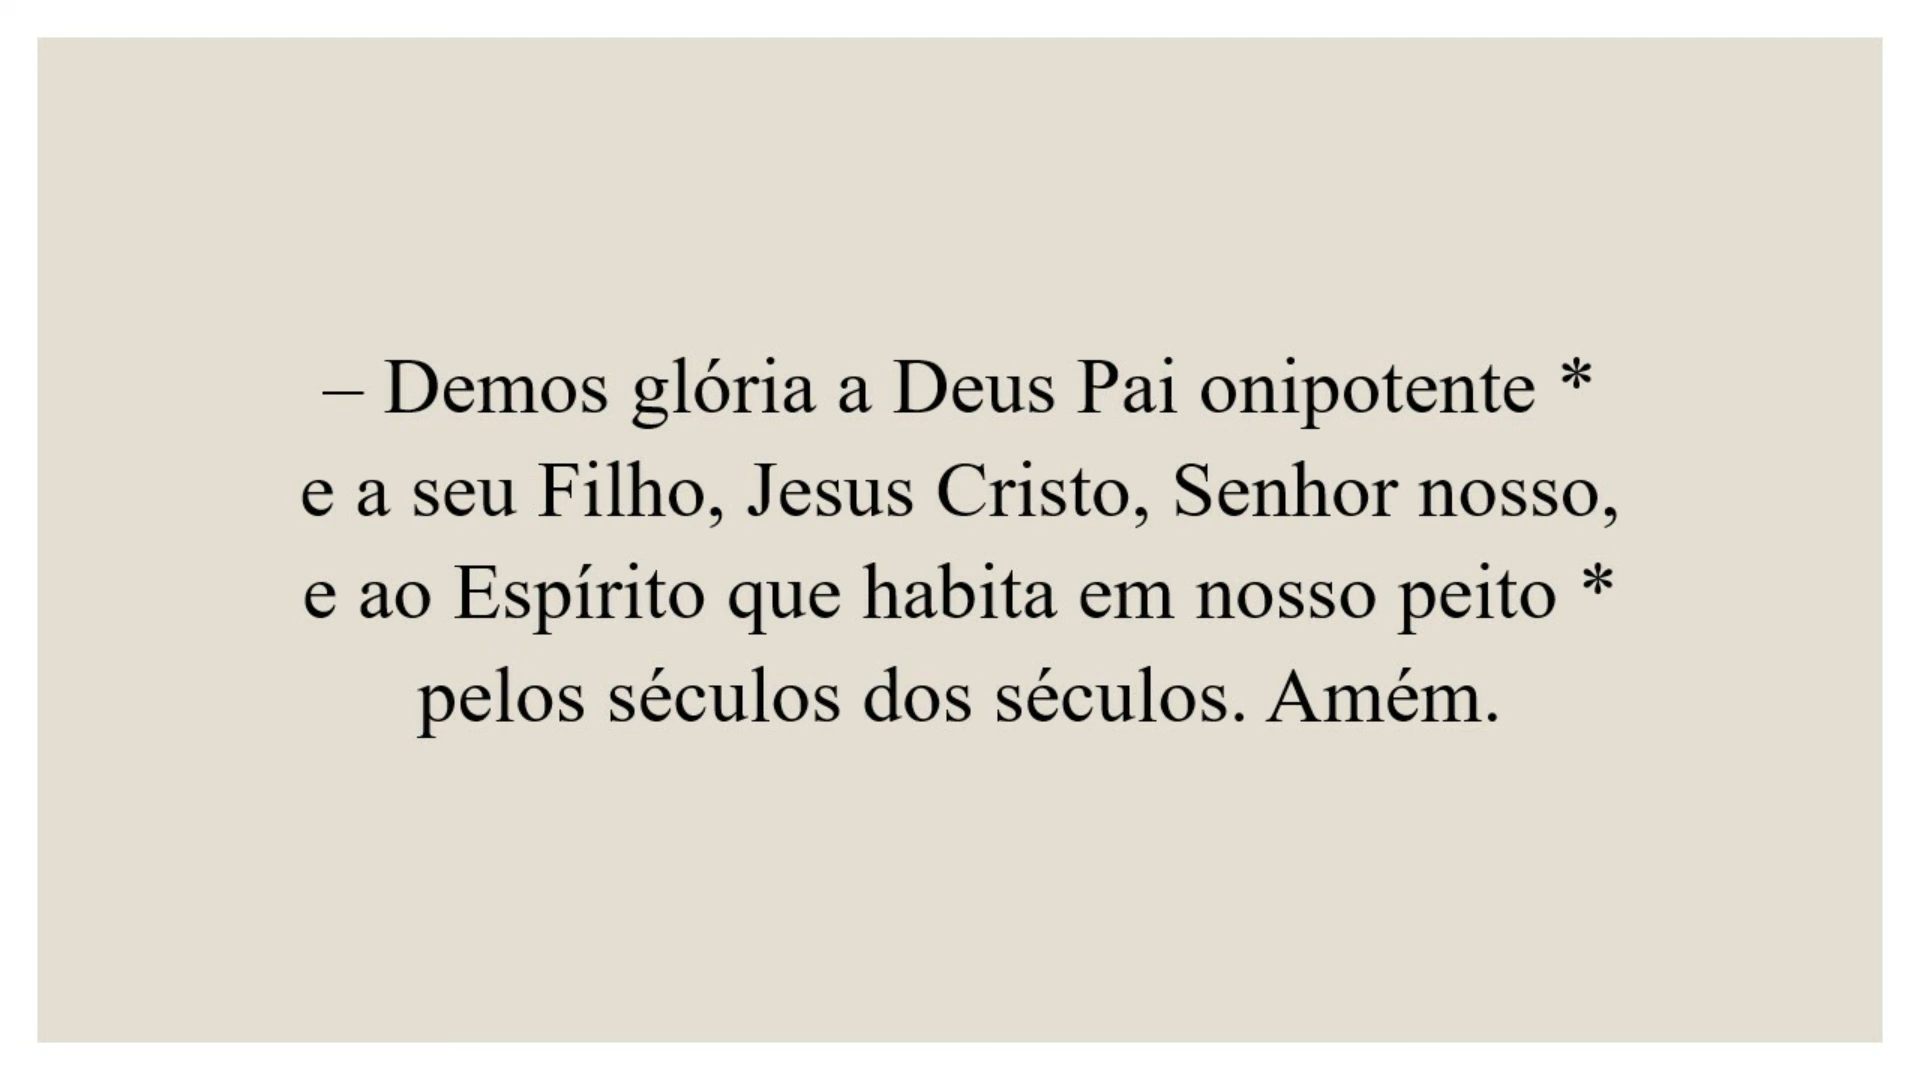 – Demos glória a Deus Pai onipotente *
e a seu Filho, Jesus Cristo, Senhor nosso,
e ao Espírito que habita em nosso peito *
pelos séculos dos séculos. Amém.